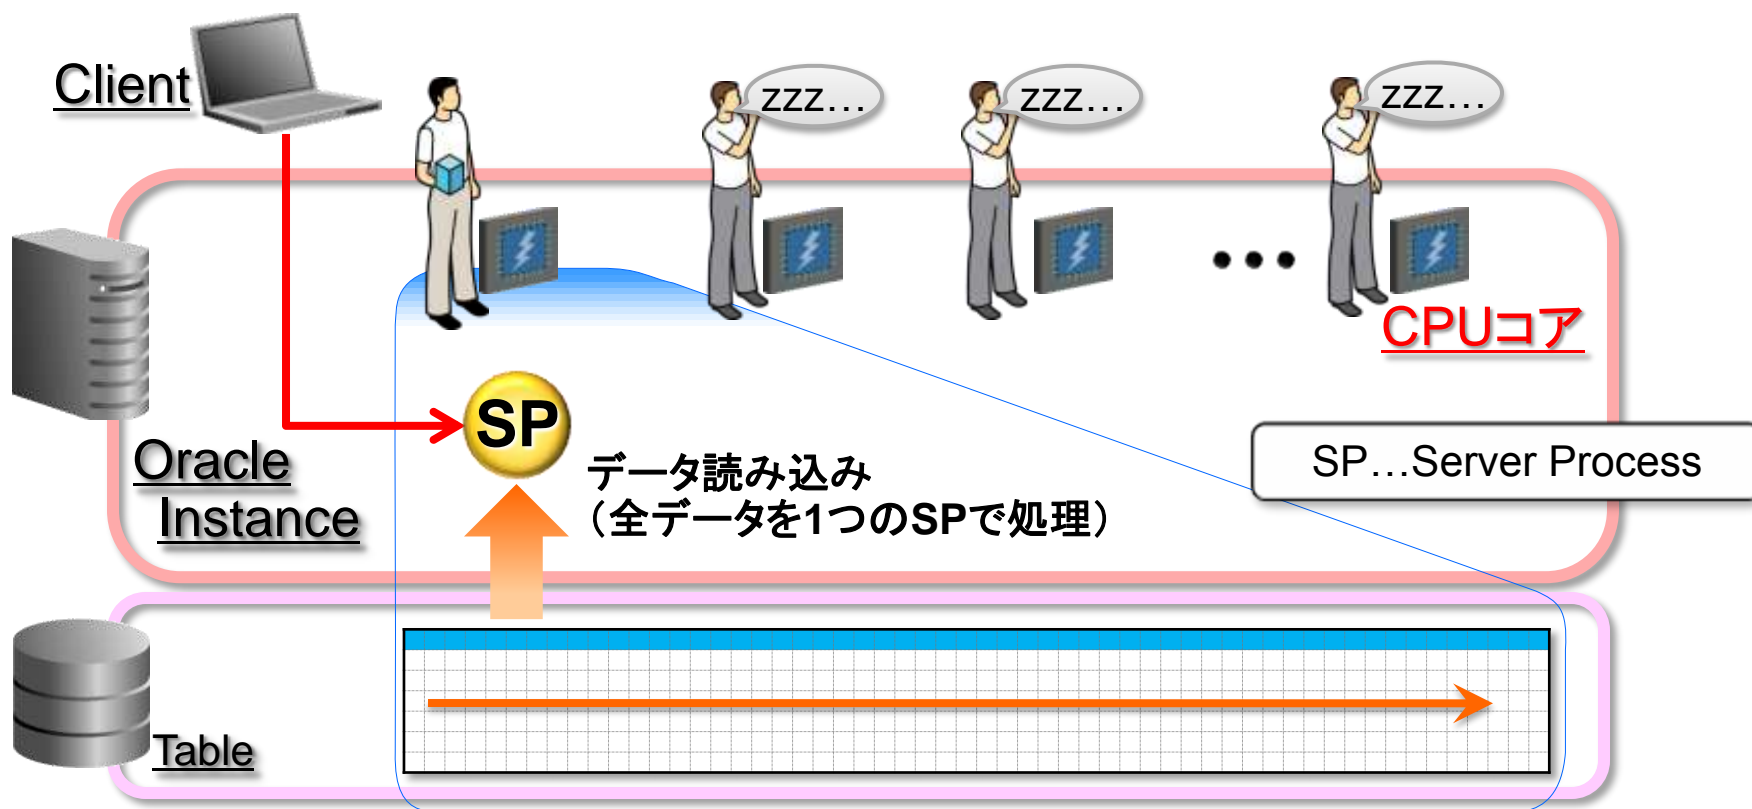 Client
zzz…
zzz…
zzz…
CPUコア
SP
Oracle
Instance
データ読み込み
（全データを1つのSPで処理）
SP…Server Process
Table